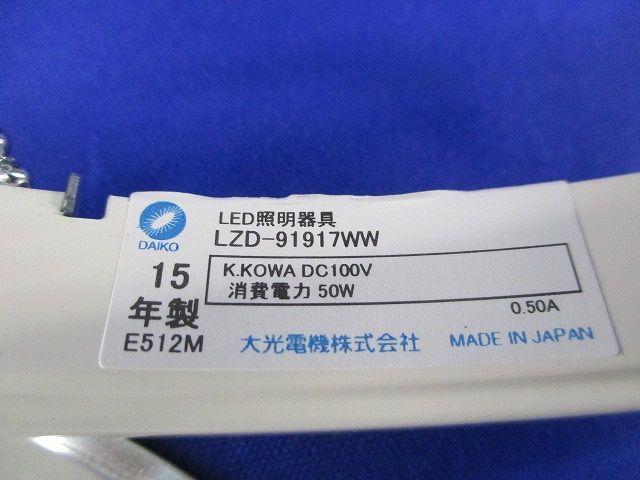 DAIKO
LED照明器具
LZD-91917WW
15
年製
E512M
K.KOWA DC100V
消費電力 50W
0.50A
大光電機株式会社 MADE IN JAPAN